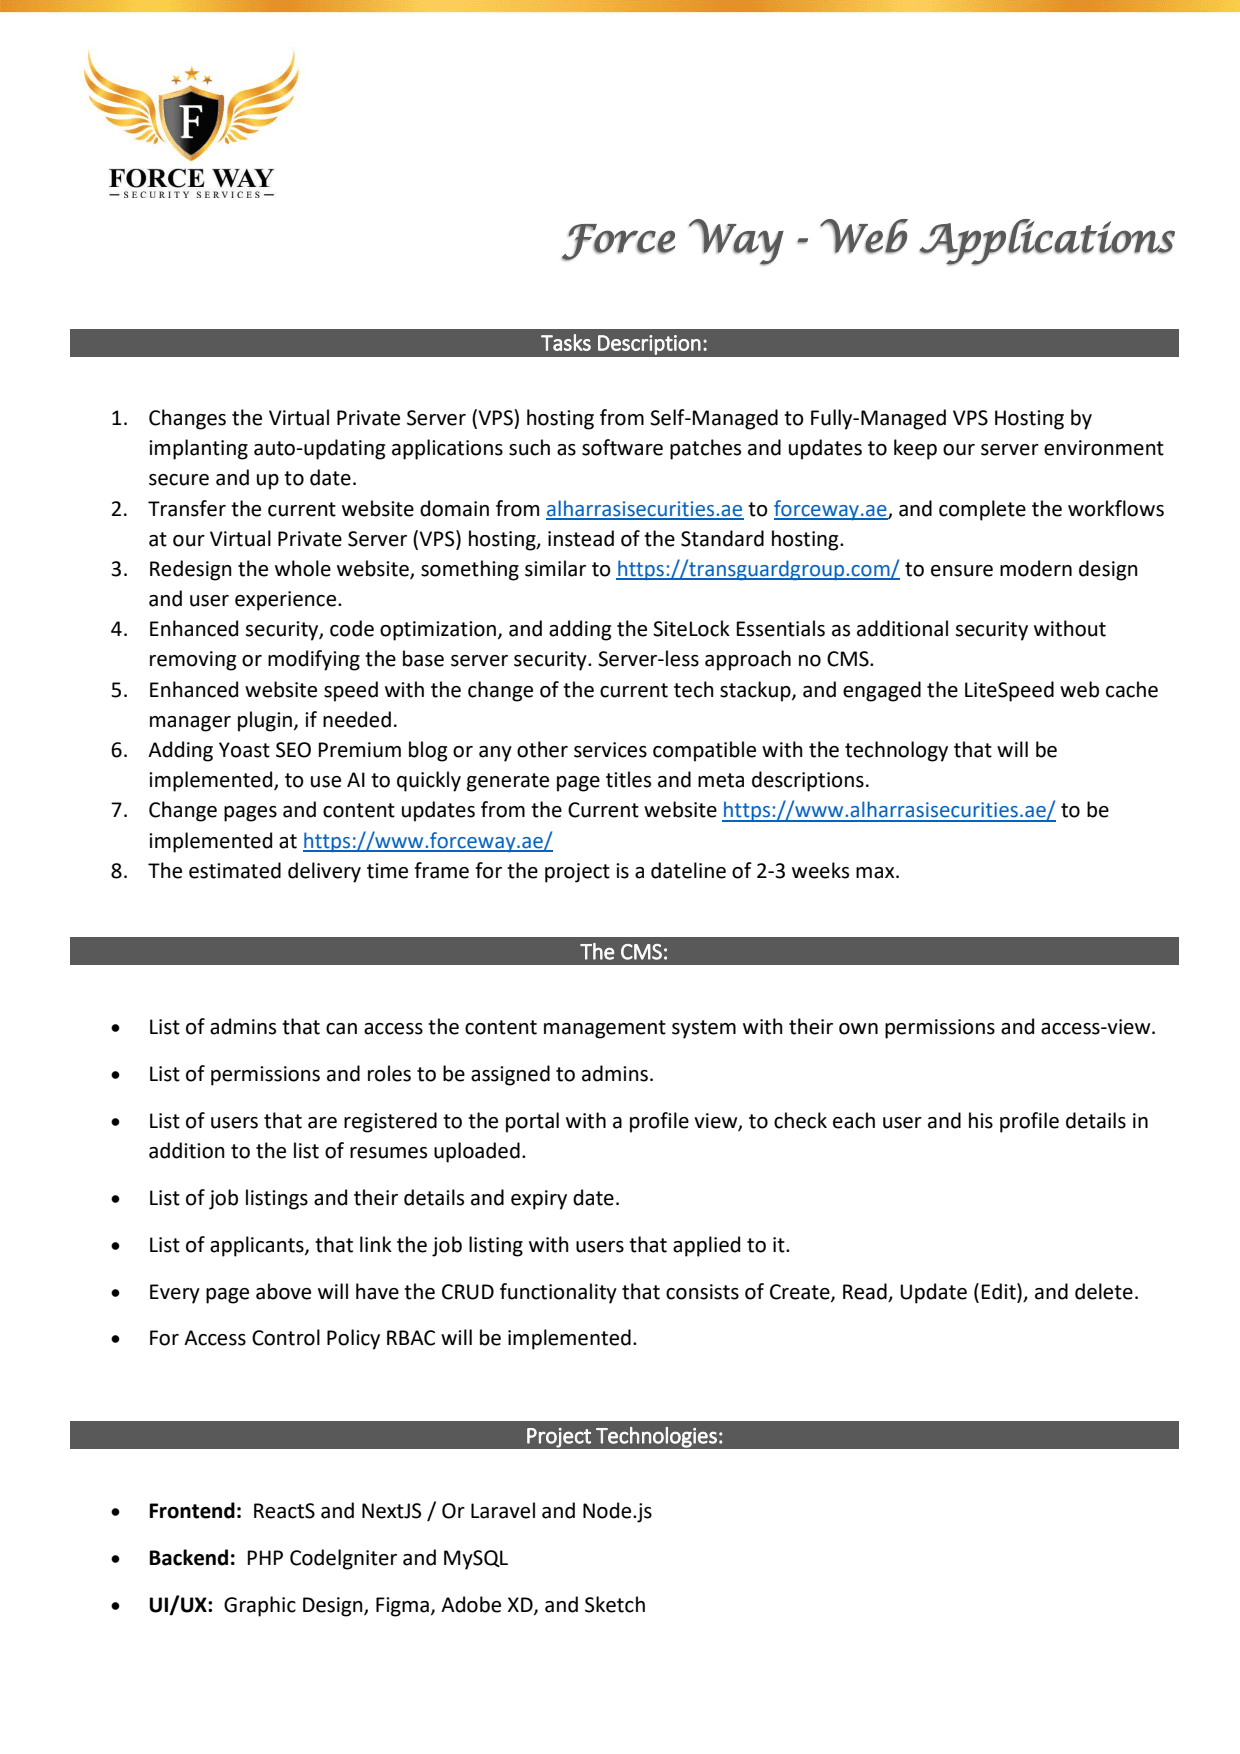 F
FORCE WAY
SECURITY SERVICES
Force Way - Web Applications
Tasks Description:
1. Changes the Virtual Private Server (VPS) hosting from Self-Managed to Fully-Managed VPS Hosting by
implanting auto-updating applications such as software patches and updates to keep our server environment
secure and up to date.
2. Transfer the current website domain from alharrasisecurities.ae to forceway.ae, and complete the workflows
at our Virtual Private Server (VPS) hosting, instead of the Standard hosting.
3. Redesign the whole website, something similar to https://transguardgroup.com/ to ensure modern design
and user experience.
4. Enhanced security, code optimization, and adding the SiteLock Essentials as additional security without
removing or modifying the base server security. Server-less approach no CMS.
5. Enhanced website speed with the change of the current tech stackup, and engaged the LiteSpeed web cache
manager plugin, if needed.
6. Adding Yoast SEO Premium blog or any other services compatible with the technology that will be
implemented, to use AI to quickly generate page titles and meta descriptions.
7. Change pages and content updates from the Current website https://www.alharrasisecurities.ae/ to be
implemented at https://www.forceway.ae/
8. The estimated delivery time frame for the project is a dateline of 2-3 weeks max.
The CMS:
• List of admins that can access the content management system with their own permissions and access-view.
• List of permissions and roles to be assigned to admins.
• List of users that are registered to the portal with a profile view, to check each user and his profile details in
addition to the list of resumes uploaded.
• List of job listings and their details and expiry date.
• List of applicants, that link the job listing with users that applied to it.
• Every page above will have the CRUD functionality that consists of Create, Read, Update (Edit), and delete.
• For Access Control Policy RBAC will be implemented.
Project Technologies:
• Frontend: ReactS and NextJS / Or Laravel and Node.js
• Backend: PHP Codelgniter and MySQL
• UI/UX: Graphic Design, Figma, Adobe XD, and Sketch